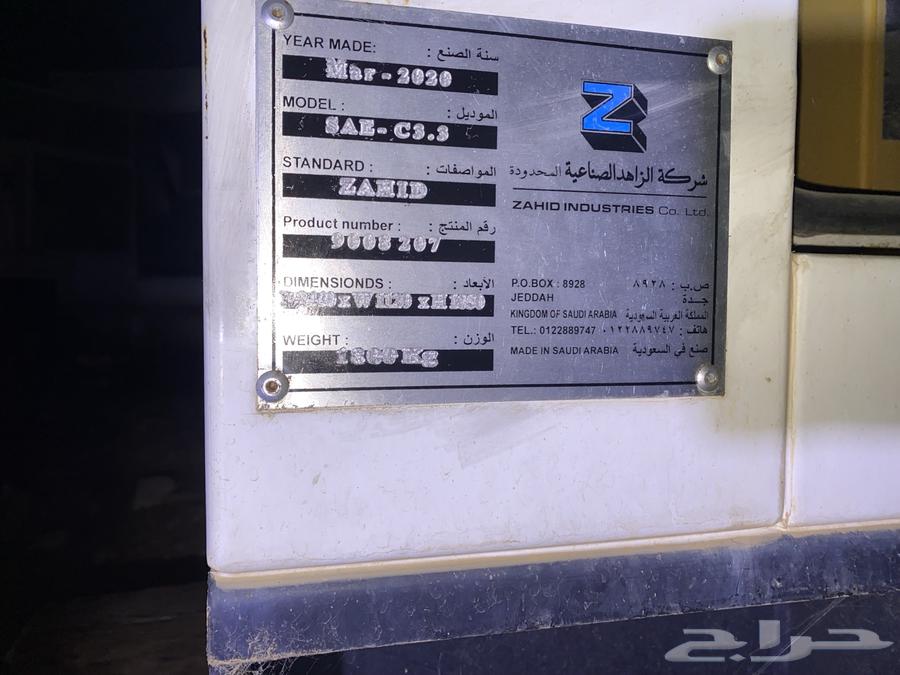 YEAR MADE: سنة الصنع :
Mar-2020
MODEL : الموديل :
SAE-C3.3
STANDARD : المواصفات :
ZAHID
Product number : رقم المنتج :
9008207
DIMENSIONDS : الأبعاد :
WEIGHT : الوزن :
Kg
Z
شركة الزاهد الصناعية المحدودة
ZAHID INDUSTRIES Co. Ltd.
P.O.BOX : 8928 ص.ب : ٨٩٢٨
JEDDAH جدة
KINGDOM OF SAUDI ARABIA المملكة العربية السعودية
TEL.: 0122889747 هاتف : ٠١٢٢٨٨٩٧٤٧
MADE IN SAUDI ARABIA صنع في السعودية
حراج